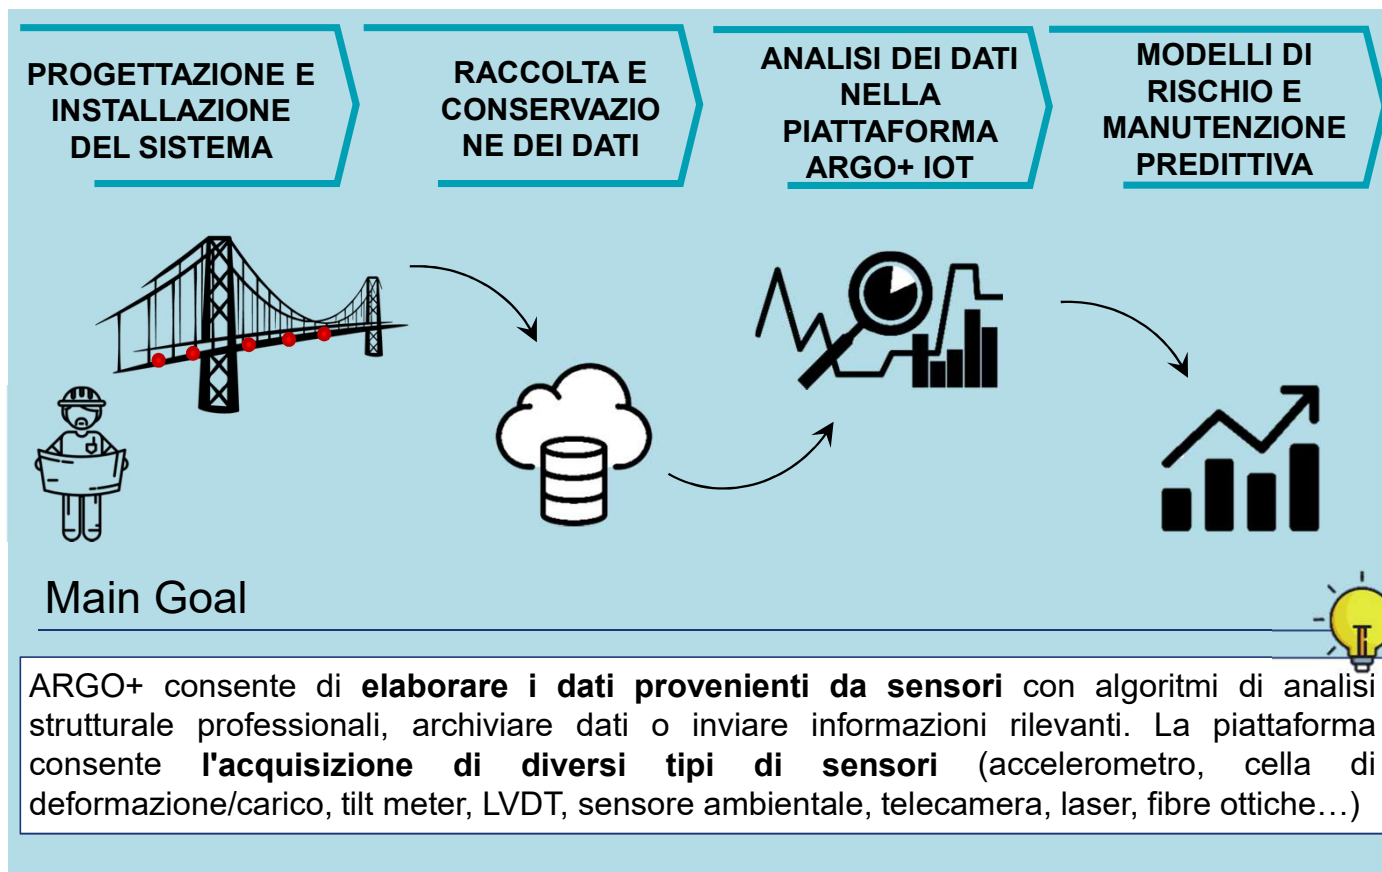 PROGETTAZIONE E
INSTALLAZIONE
DEL SISTEMA
RACCOLTA E
CONSERVAZIO
NE DEI DATI
ANALISI DEI DATI
NELLA
PIATTAFORMA
ARGO+ IOT
MODELLI DI
RISCHIO E
MANUTENZIONE
PREDITTIVA
Main Goal
ARGO+ consente di elaborare i dati provenienti da sensori con algoritmi di analisi
strutturale professionali, archiviare dati o inviare informazioni rilevanti. La piattaforma
consente l'acquisizione di diversi tipi di sensori (accelerometro, cella di
deformazione/carico, tilt meter, LVDT, sensore ambientale, telecamera, laser, fibre ottiche…)